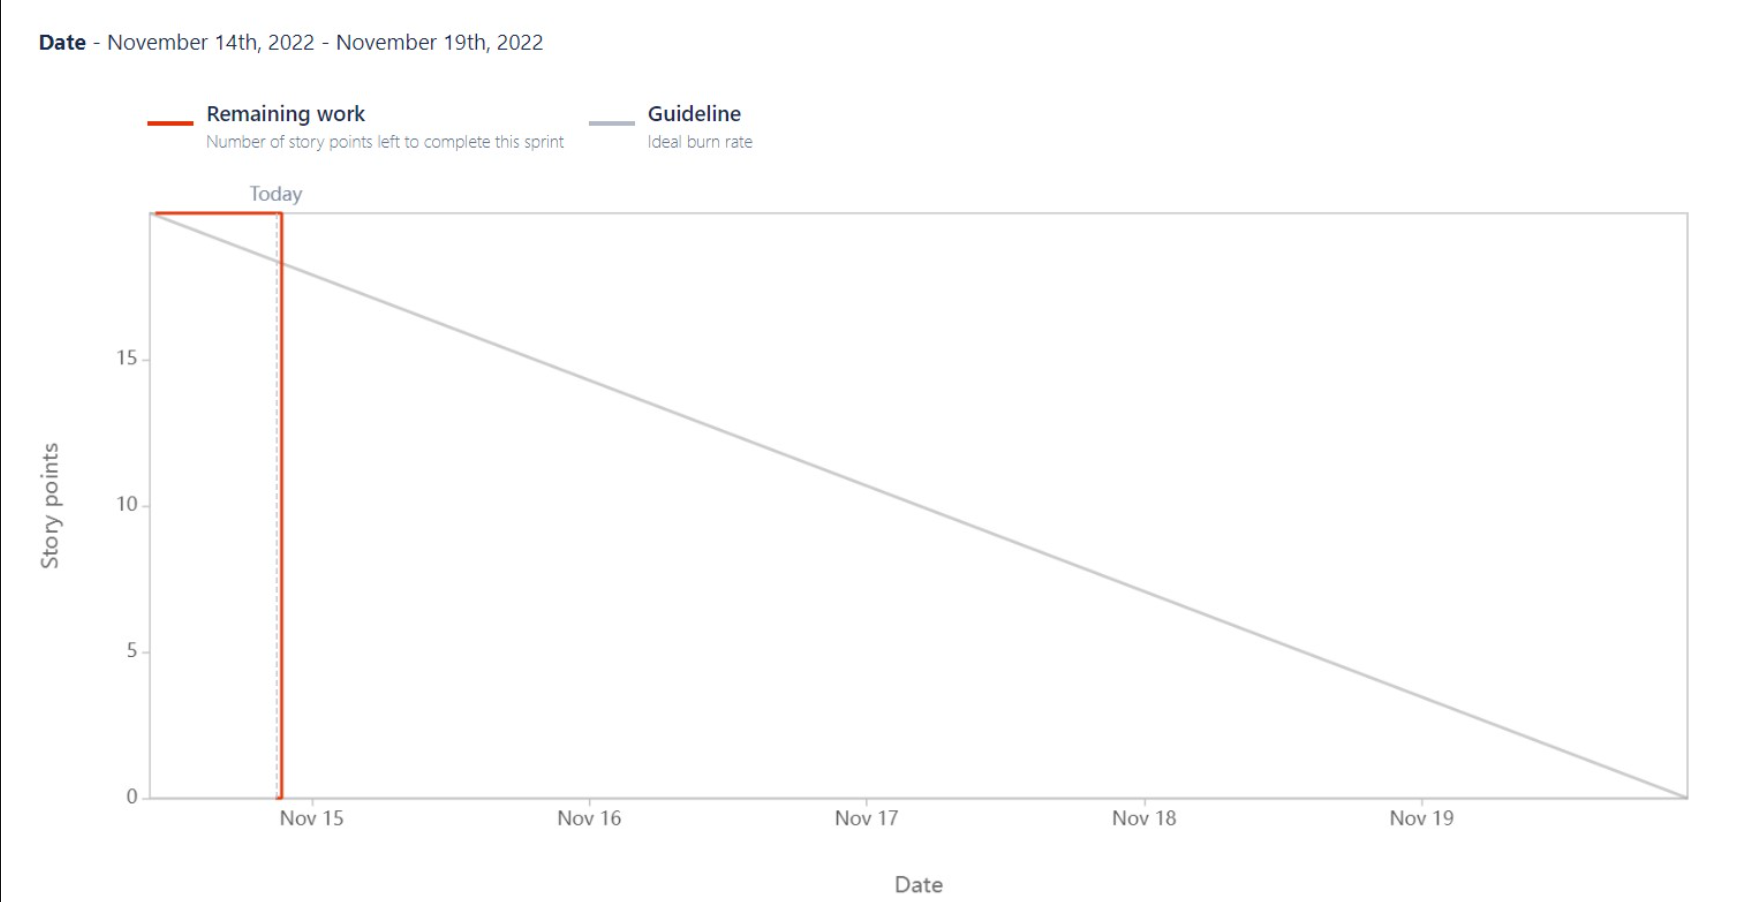 Date - November 14th, 2022 - November 19th, 2022
Remaining work
Number of story points left to complete this sprint
Guideline
Ideal burn rate
Today
15
10
5
0
Story points
Nov 15
Nov 16
Nov 17
Nov 18
Nov 19
Date